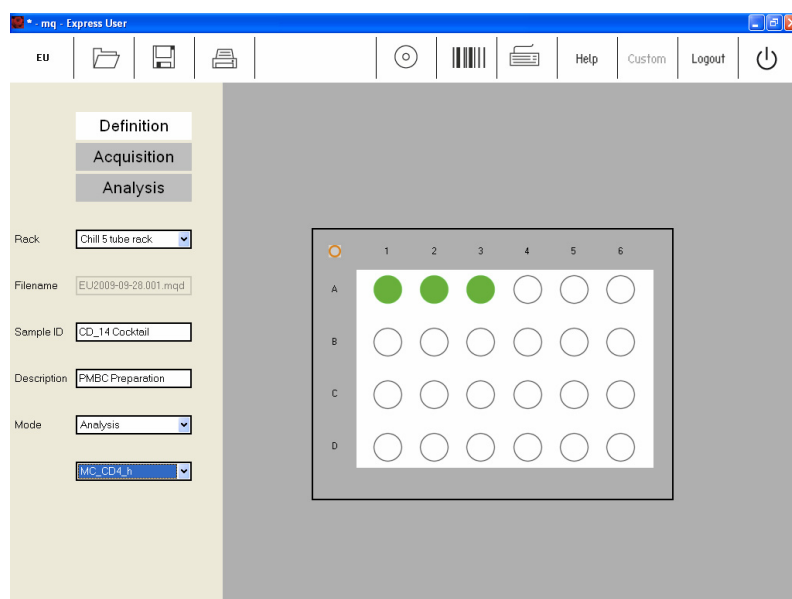 * - mq - Express User
EU
Help
Custom
Logout
Definition
Acquisition
Analysis
Rack
Chill 5 tube rack
Filename
EU2009-09-28.001.mqd
Sample ID
CD_14 Cocktail
Description
PMBC Preparation
Mode
Analysis
MC_CD4_h
1 2 3 4 5 6
A
B
C
D